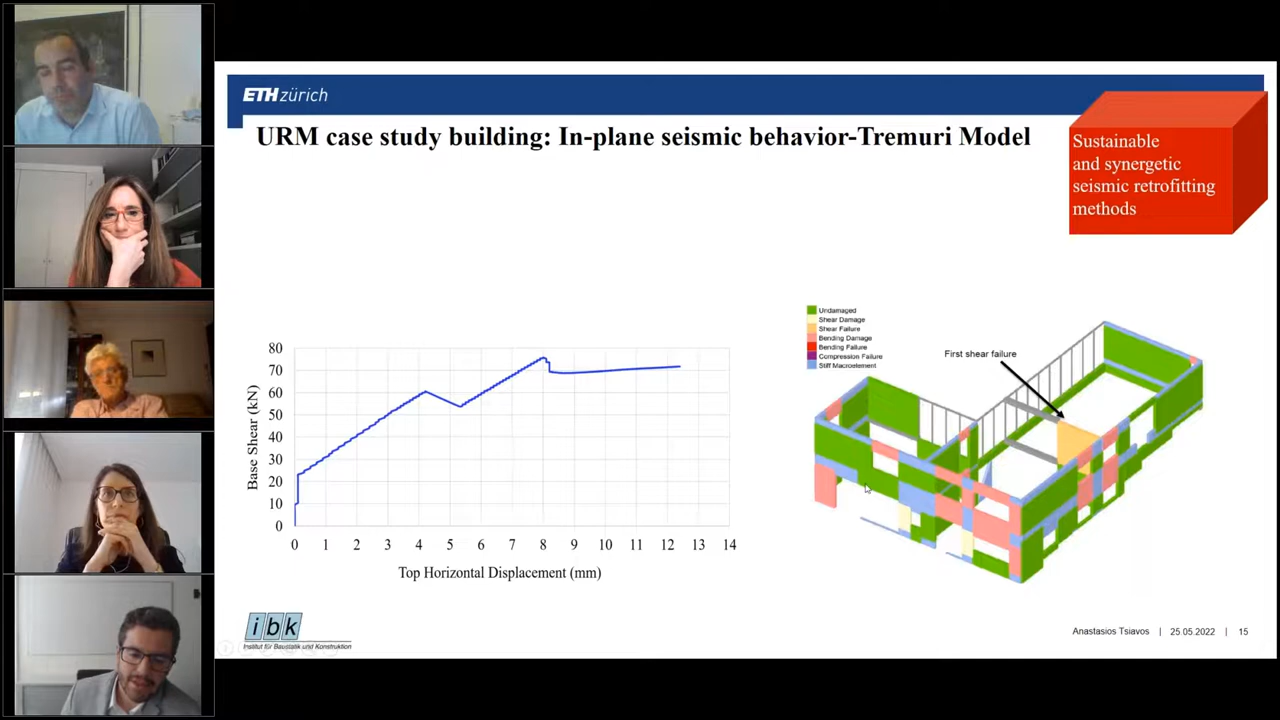 ETH zürich
URM case study building: In-plane seismic behavior-Tremuri Model
Sustainable
and synergetic
seismic retrofitting
methods
Undamaged
Shear Damage
Shear Failure
Bending Damage
Bending Failure
Compression Failure
Stiff Macroelement
First shear failure
80
70
60
50
40
30
20
10
0
Base Shear (kN)
0 1 2 3 4 5 6 7 8 9 10 11 12 13 14
Top Horizontal Displacement (mm)
ibk
Institut für Baustatik und Konstruktion
Anastasios Tsiavos | 25.05.2022 | 15